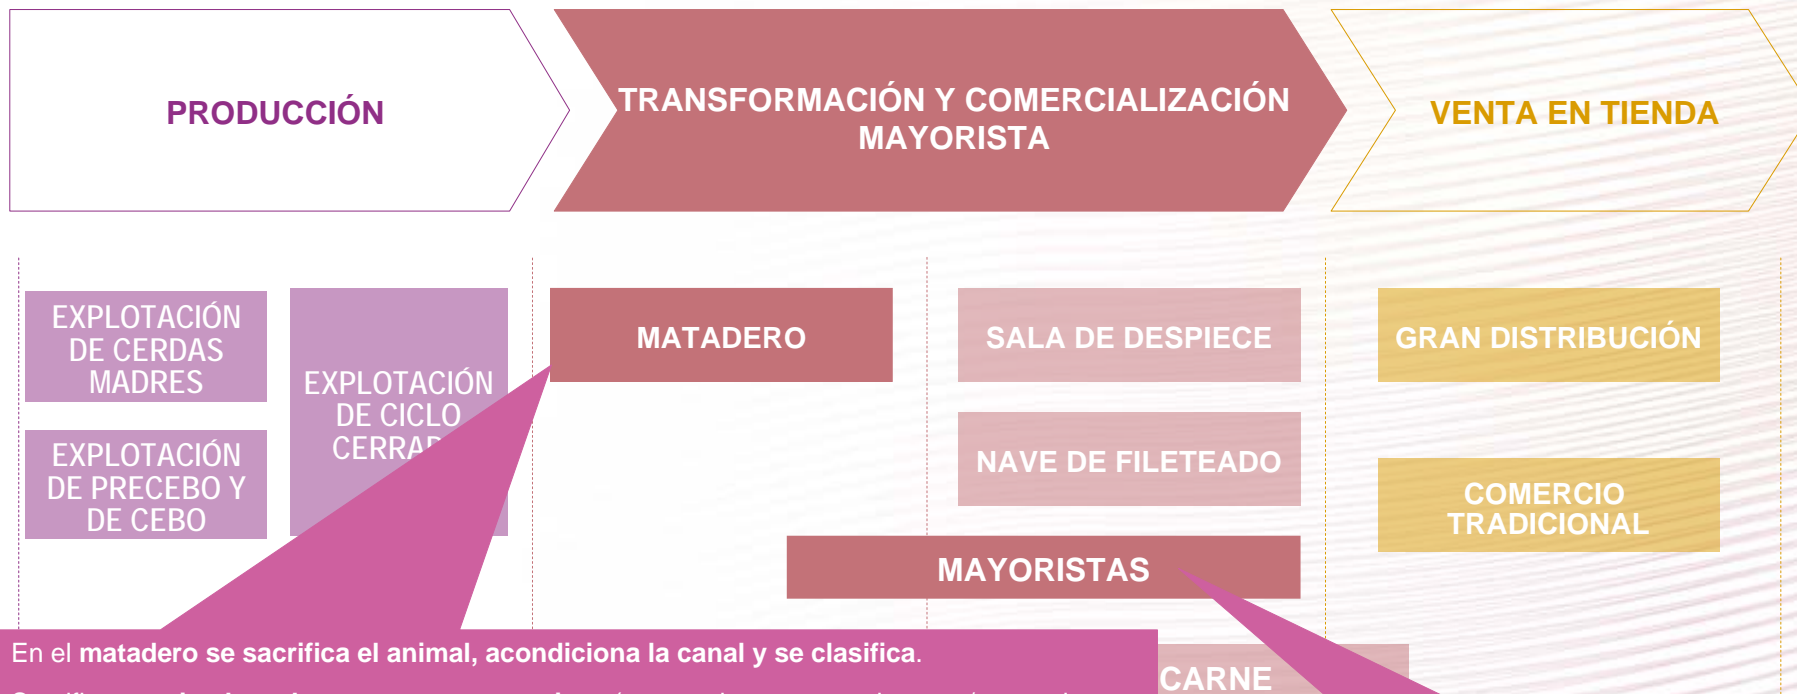 PRODUCCIÓN
TRANSFORMACIÓN Y COMERCIALIZACIÓN
MAYORISTA
VENTA EN TIENDA
EXPLOTACIÓN
DE CERDAS
MADRES
EXPLOTACIÓN
DE PRECEBO Y
DE CEBO
EXPLOTACIÓN
DE CICLO
MATADERO
SALA DE DESPIECE
NAVE DE FILETEADO
MAYORISTAS
GRAN DISTRIBUCIÓN
COMERCIO
TRADICIONAL
En el matadero se sacrifica el animal, acondiciona la canal y se clasifica.
CARNE